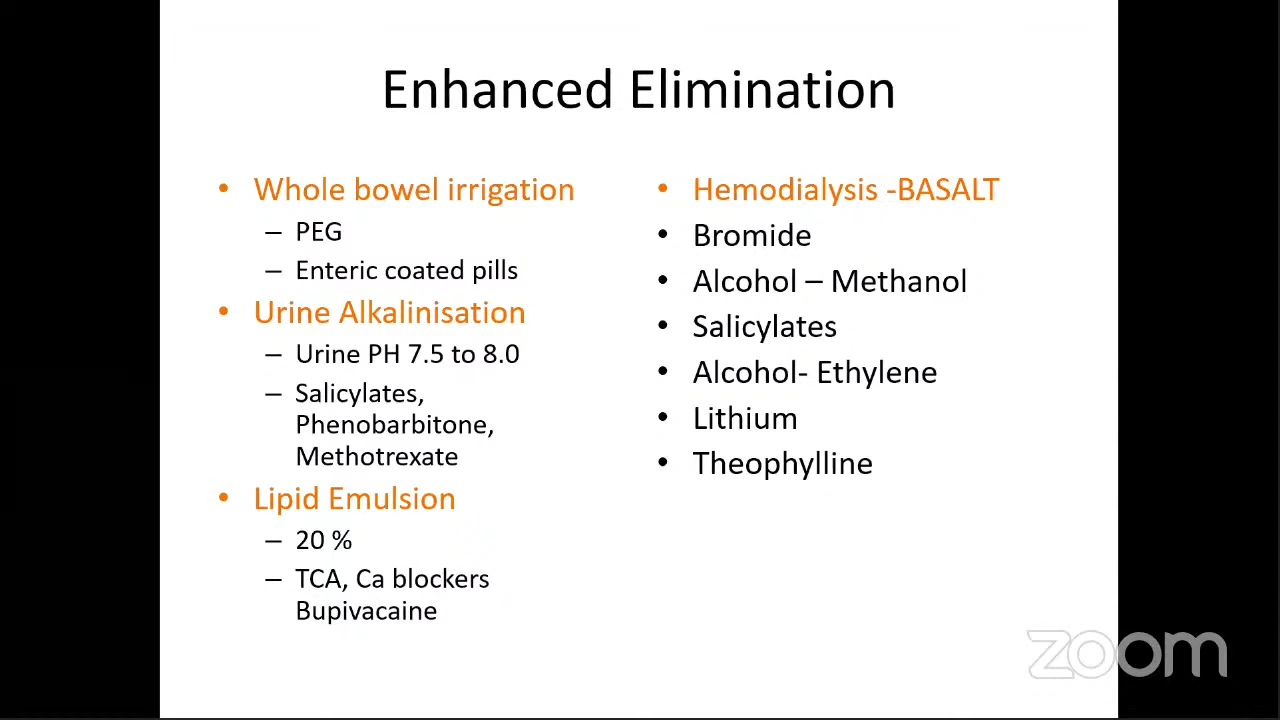 Enhanced Elimination
• Whole bowel irrigation
– PEG
– Enteric coated pills
• Urine Alkalinisation
– Urine PH 7.5 to 8.0
– Salicylates,
Phenobarbitone,
Methotrexate
• Lipid Emulsion
– 20 %
– TCA, Ca blockers
Bupivacaine
• Hemodialysis -BASALT
• Bromide
• Alcohol – Methanol
• Salicylates
• Alcohol- Ethylene
• Lithium
• Theophylline
zoom